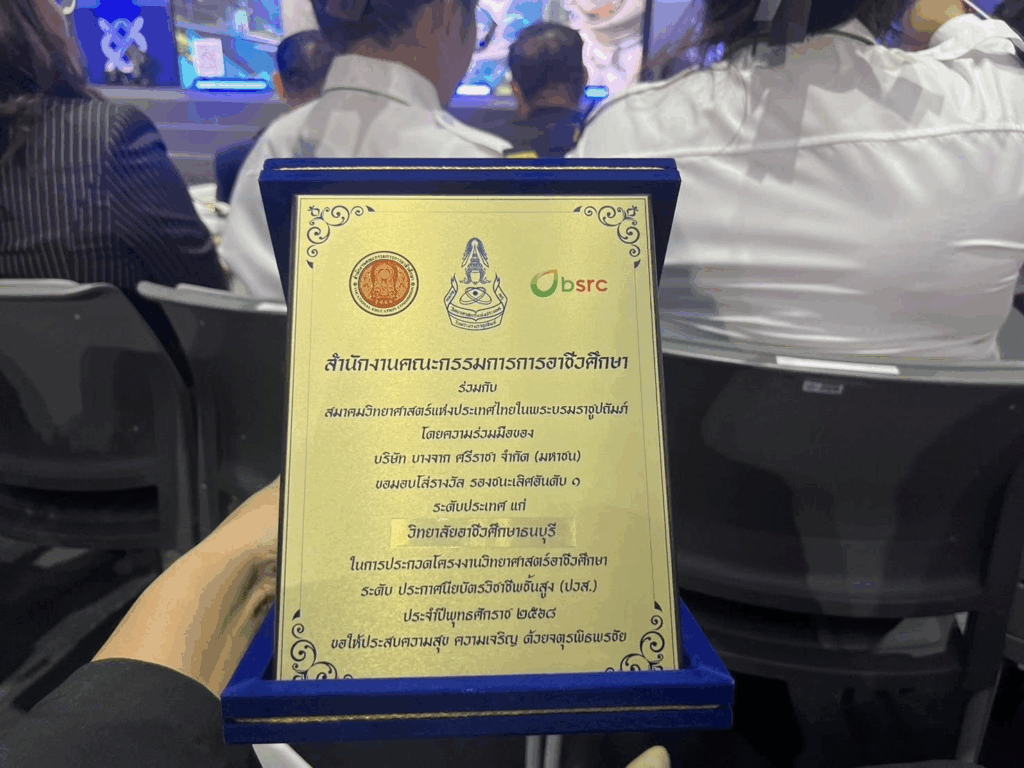 bsrc
สำนักงานคณะกรรมการการอาชีวศึกษา
ร่วมกับ
สมาคมวิทยาศาสตร์แห่งประเทศไทยในพระบรมราชูปถัมภ์
โดยความร่วมมือของ
บริษัท บางจาก ศรีราชา จำกัด (มหาชน)
ขอมอบโล่รางวัล รองชนะเลิศอันดับ ๑
ระดับประเทศ แก่
วิทยาลัยอาชีวศึกษาธนบุรี
ในการประกวดโครงงานวิทยาศาสตร์อาชีวศึกษา
ระดับ ประกาศนียบัตรวิชาชีพชั้นสูง (ปวส.)
ประจำปีพุทธศักราช ๒๕๖๘
ขอให้ประสบความสุข ความเจริญ ด้วยจตุรพิธพรชัย